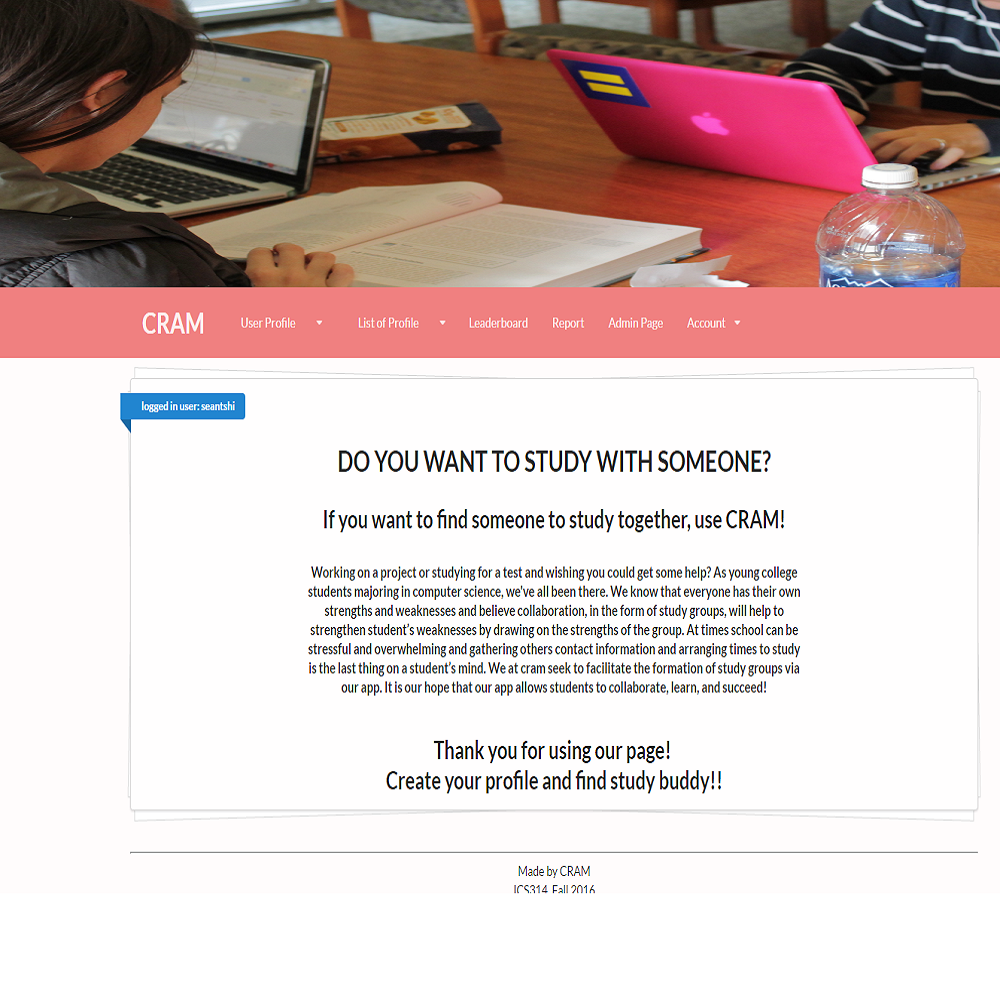 CRAM User Profile List of Profile Leaderboard Report Admin Page Account
logged in user: seantshi
DO YOU WANT TO STUDY WITH SOMEONE?
If you want to find someone to study together, use CRAM!
Working on a project or studying for a test and wishing you could get some help? As young college
students majoring in computer science, we've all been there. We know that everyone has their own
strengths and weaknesses and believe collaboration, in the form of study groups, will help to
strengthen student’s weaknesses by drawing on the strengths of the group. At times school can be
stressful and overwhelming and gathering others contact information and arranging times to study
is the last thing on a student’s mind. We at cram seek to facilitate the formation of study groups via
our app. It is our hope that our app allows students to collaborate, learn, and succeed!
Thank you for using our page!
Create your profile and find study buddy!!
Made by CRAM
ICS314, Fall 2016